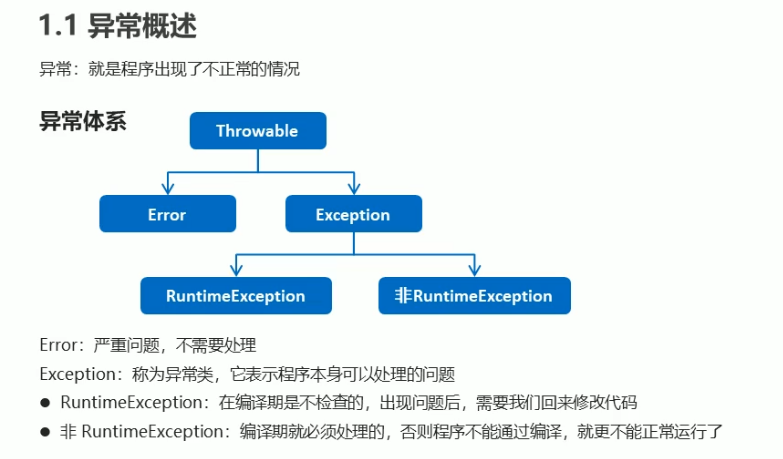 1.1 异常概述
异常：就是程序出现了不正常的情况
异常体系
Throwable
Error
Exception
RuntimeException
非RuntimeException
Error：严重问题，不需要处理
Exception：称为异常类，它表示程序本身可以处理的问题
● RuntimeException：在编译期是不检查的，出现问题后，需要我们回来修改代码
● 非 RuntimeException：编译期就必须处理的，否则程序不能通过编译，就更不能正常运行了